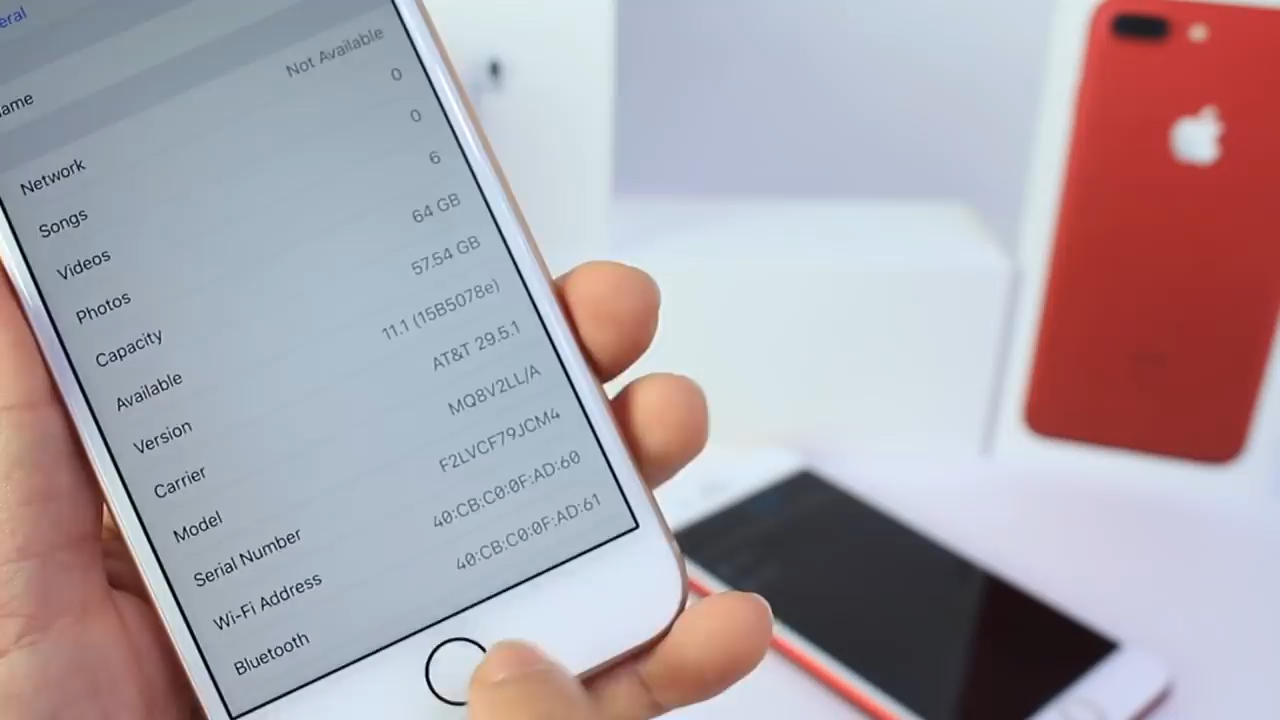 eral
ame
Network Not Available
Songs 0
Videos 0
Photos 6
Capacity 64 GB
Available 57.54 GB
Version 11.1 (15B5078e)
Carrier AT&T 29.5.1
Model MQ8V2LL/A
Serial Number F2LVCF79JCM4
Wi-Fi Address 40:CB:C0:0F:AD:60
Bluetooth 40:CB:C0:0F:AD:61